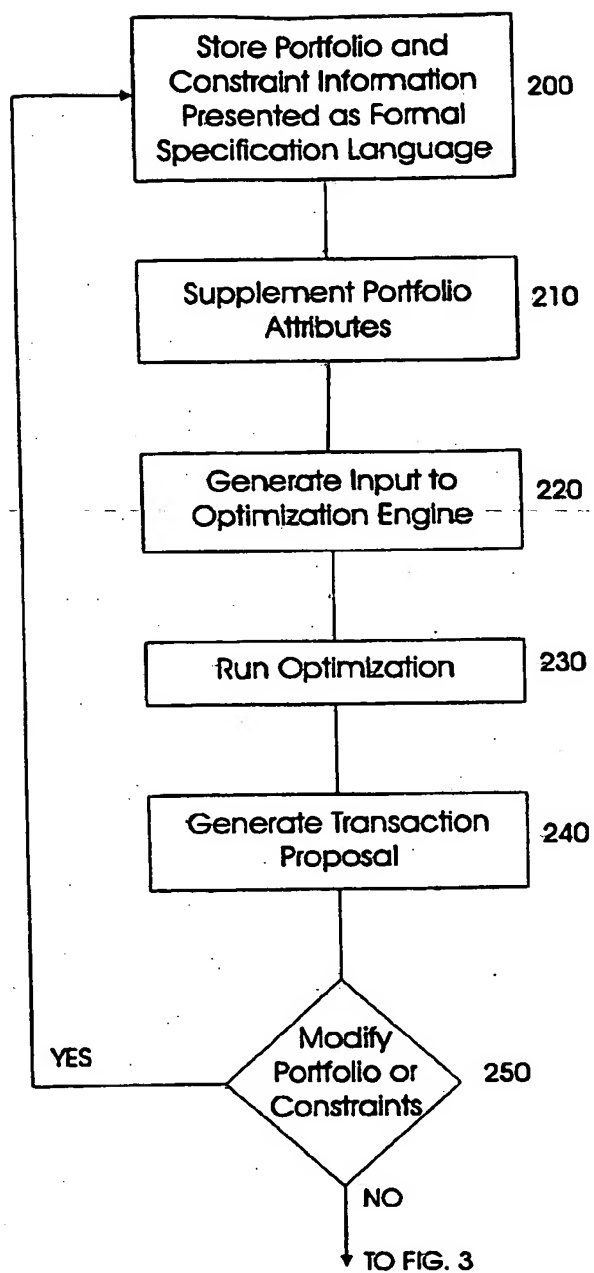 Store Portfolio and
Constraint Information
Presented as Formal
Specification Language
200
Supplement Portfolio
Attributes
210
Generate Input to
Optimization Engine
220
Run Optimization
230
Generate Transaction
Proposal
240
Modify
Portfolio or
Constraints
250
YES
NO
TO FIG. 3